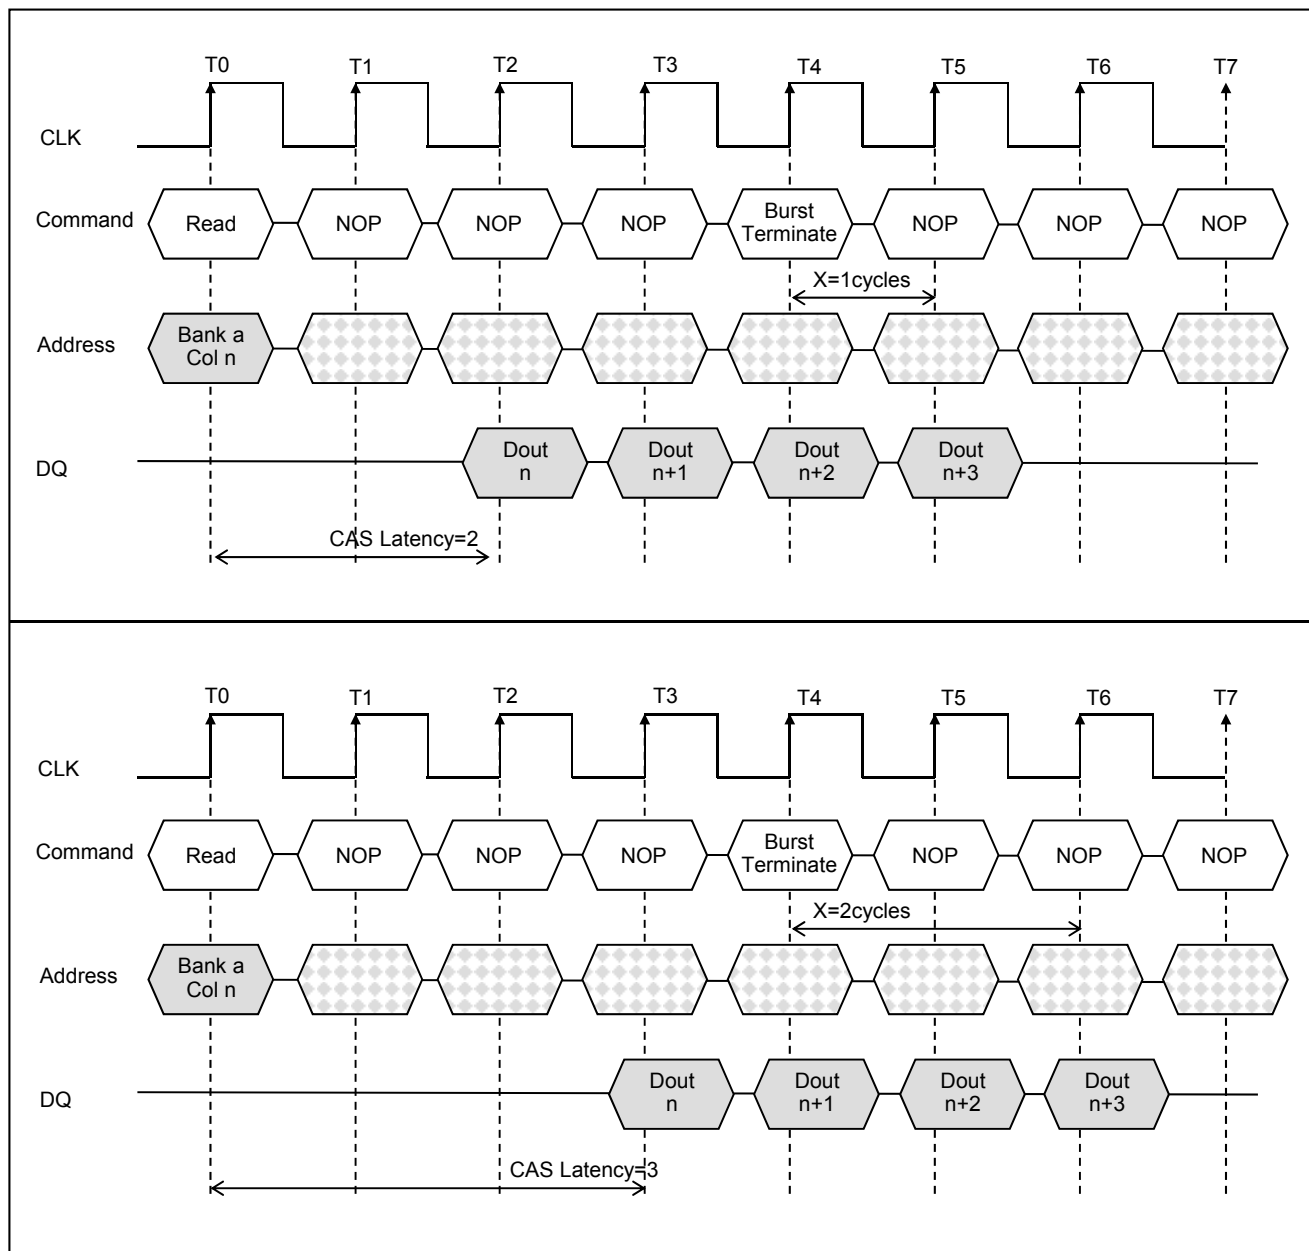 T0 T1 T2 T3 T4 T5 T6 T7
CLK
Command Read NOP NOP NOP Burst Terminate NOP NOP NOP
X=1cycles
Address Bank a Col n
DQ Dout n Dout n+1 Dout n+2 Dout n+3
CAS Latency=2
T0 T1 T2 T3 T4 T5 T6 T7
CLK
Command Read NOP NOP NOP Burst Terminate NOP NOP NOP
X=2cycles
Address Bank a Col n
DQ Dout n Dout n+1 Dout n+2 Dout n+3
CAS Latency=3